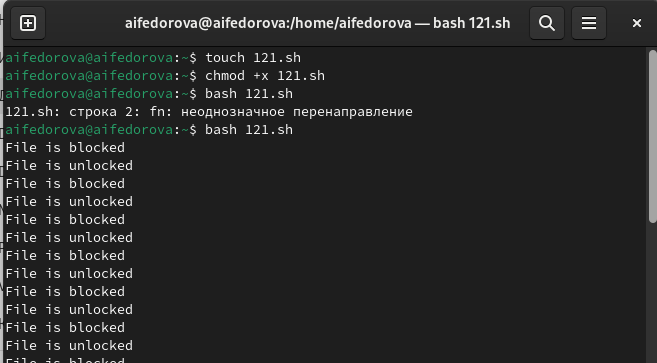 aifedorova@aifedorova:/home/aifedorova — bash 121.sh
aifedorova@aifedorova:~$ touch 121.sh
aifedorova@aifedorova:~$ chmod +x 121.sh
aifedorova@aifedorova:~$ bash 121.sh
121.sh: строка 2: fn: неоднозначное перенаправление
aifedorova@aifedorova:~$ bash 121.sh
File is blocked
File is unlocked
File is blocked
File is unlocked
File is blocked
File is unlocked
File is blocked
File is unlocked
File is blocked
File is unlocked
File is blocked
File is unlocked
File is blocked